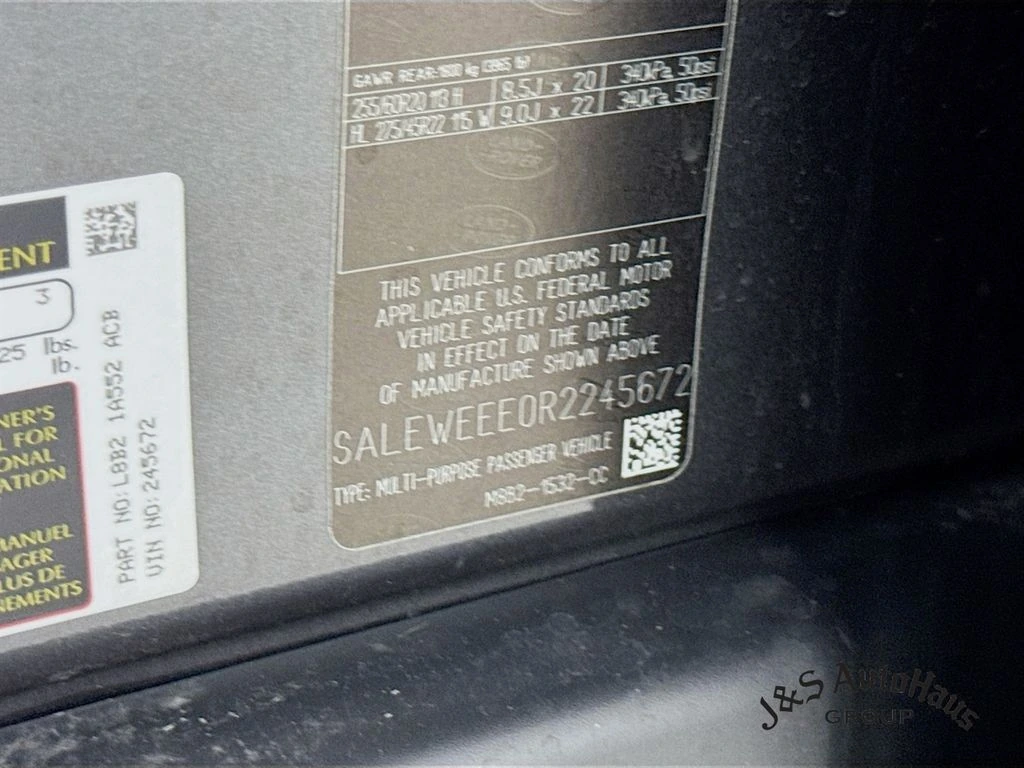 GAWR REAR:1800 kg (3965 lb)
255/60R20 113 H 8.5J x 20 340kPa, 50psi
HL 275/45R22 115 W 9.0J x 22 340kPa, 50psi
LAND-
ROVER
THIS VEHICLE CONFORMS TO ALL
APPLICABLE U.S. FEDERAL MOTOR
VEHICLE SAFETY STANDARDS
IN EFFECT ON THE DATE
OF MANUFACTURE SHOWN ABOVE
SALEWEEE0R2245672
TYPE: MULTI-PURPOSE PASSENGER VEHICLE
M8B2-1532-CC
ENT
3
25 lbs.
lb.
NER'S
L FOR
ONAL
ATION
MANUEL
AGER
LUS DE
NEMENTS
PART NO:L8B2 1A552 ACB
VIN NO:245672
J&S AutoHaus
GROUP